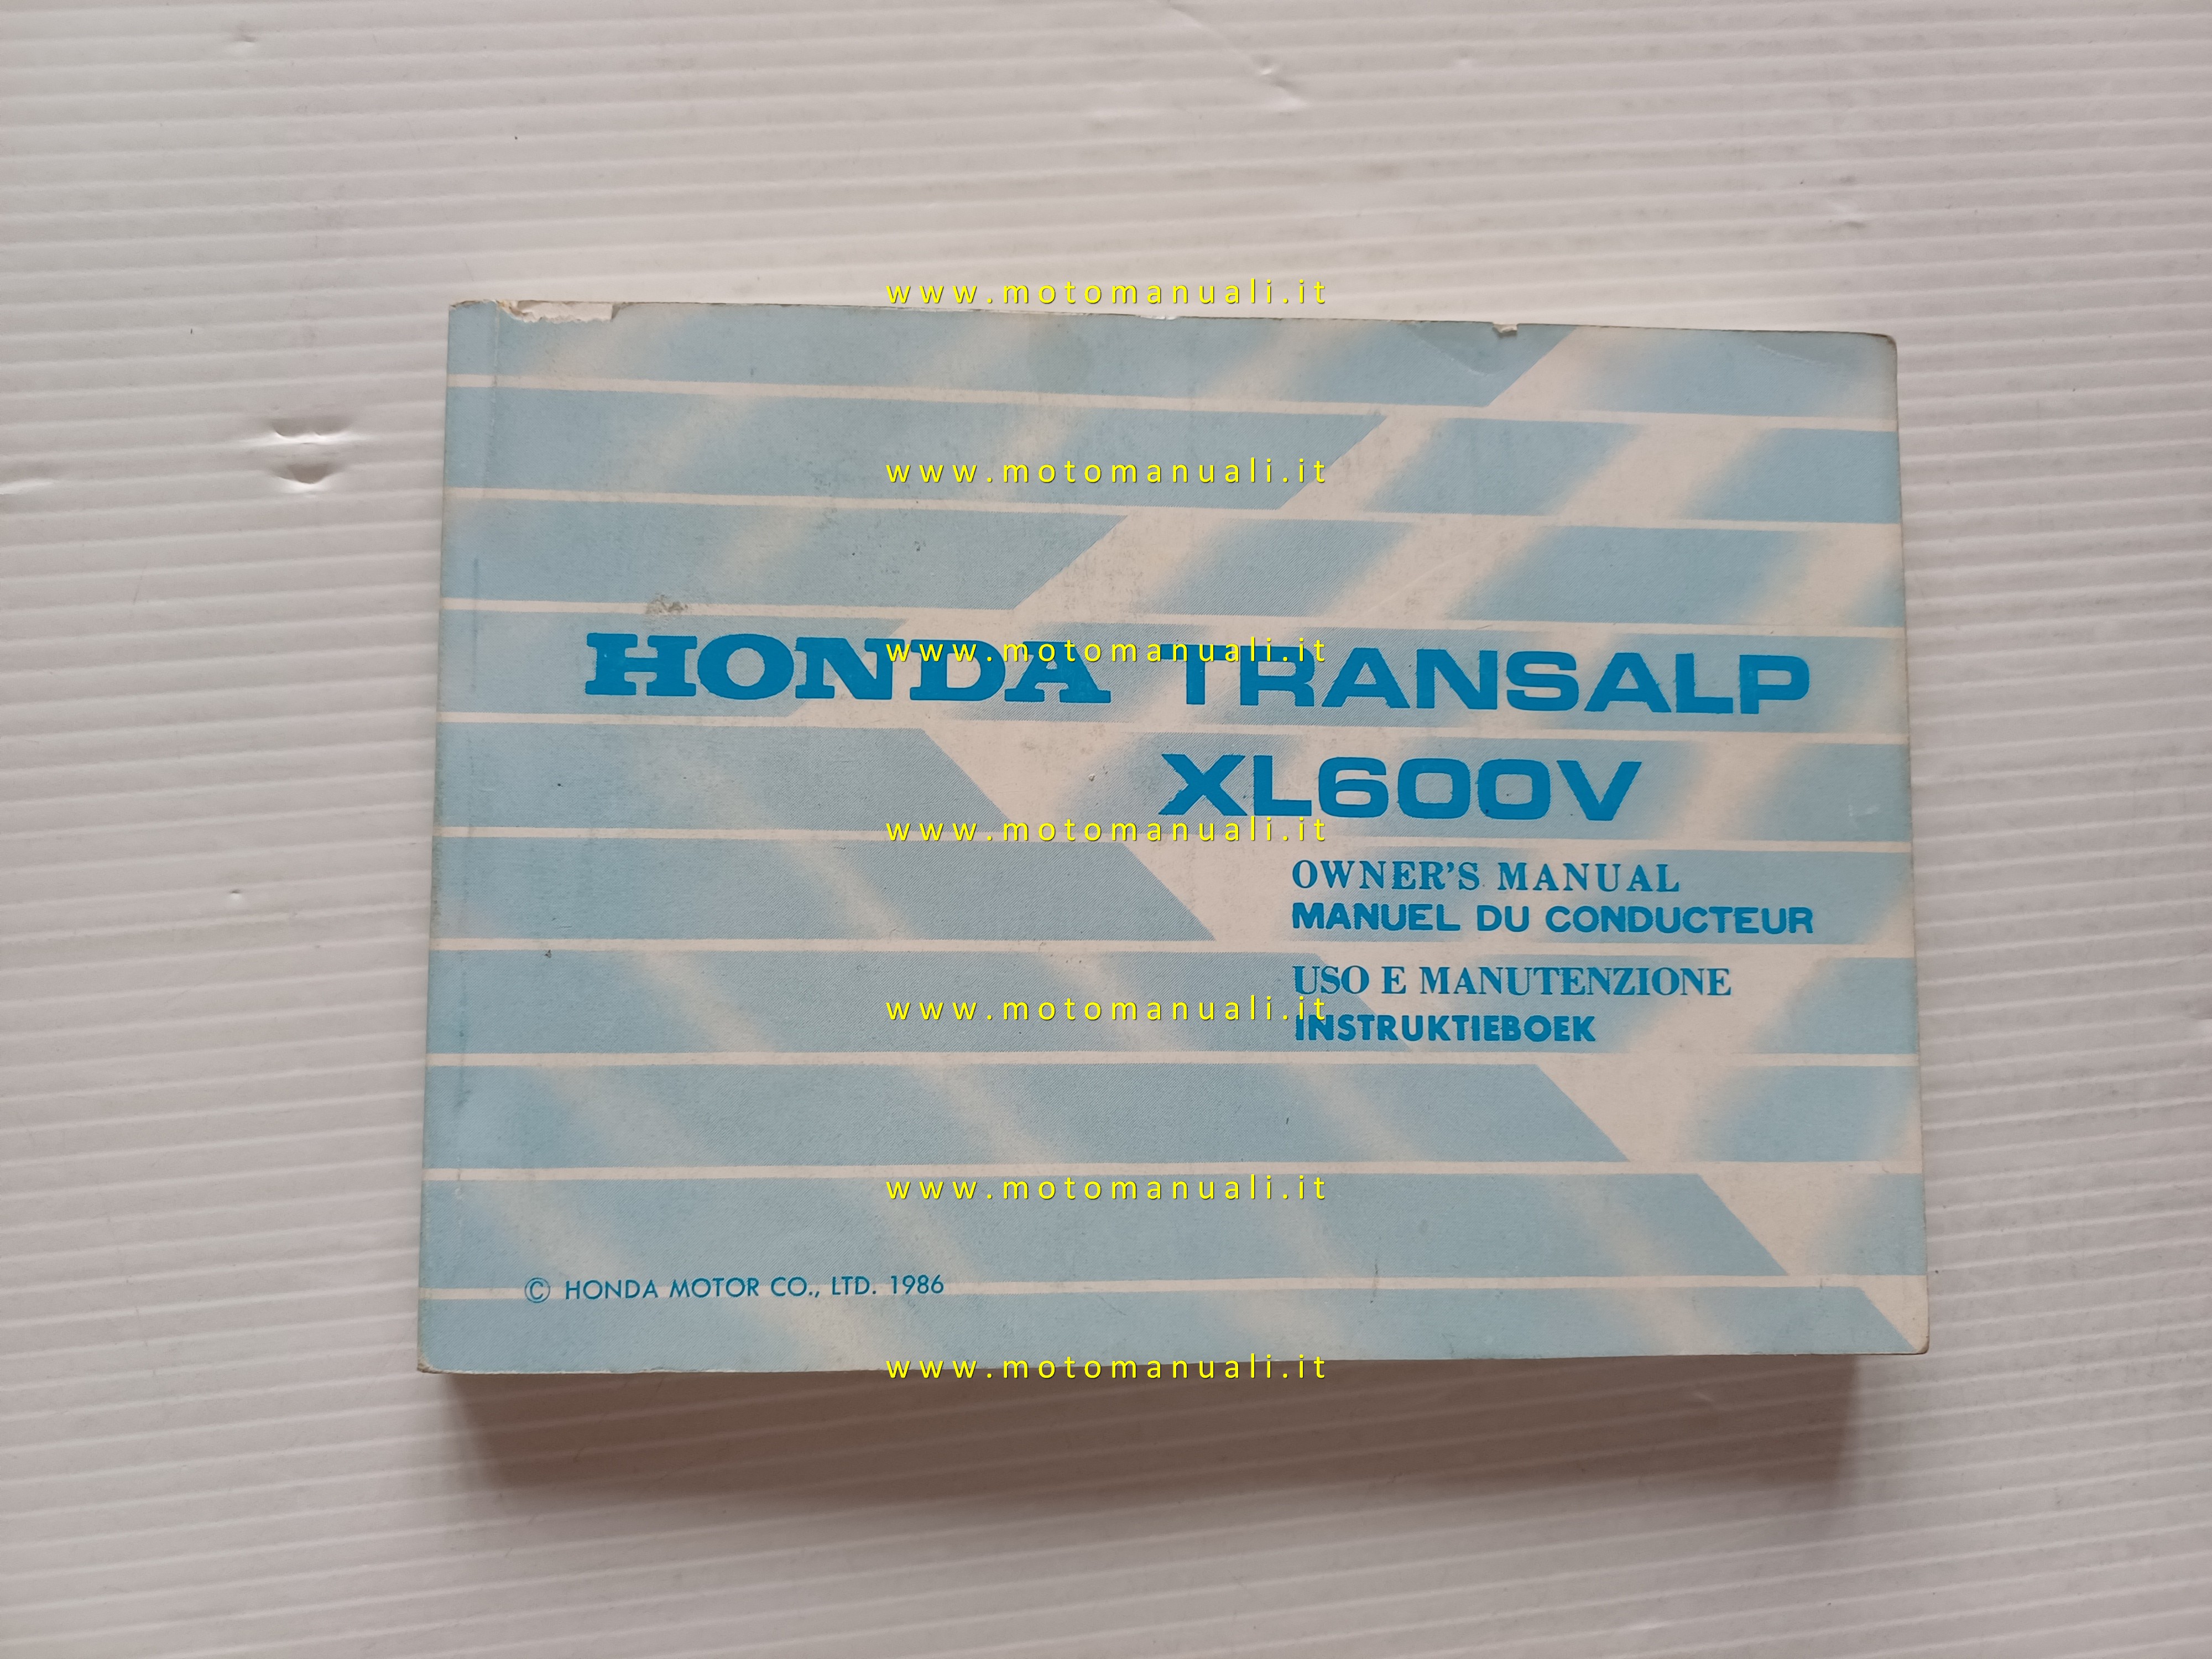 www.motomanuali.it
www.motomanuali.it
HONDA TRANSALP
www.motomanuali.it
XL600V
www.motomanuali.it
OWNER'S MANUAL
MANUEL DU CONDUCTEUR
USO E MANUTENZIONE
www.motomanuali.it
INSTRUKTIEBOEK
www.motomanuali.it
© HONDA MOTOR CO., LTD. 1986
www.motomanuali.it